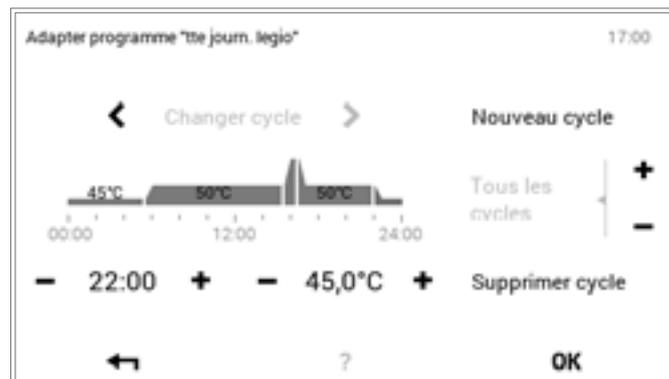 Adapter programme "tte journ. legio" 17:00
Changer cycle Nouveau cycle
45°C 50°C 50°C
Tous les
cycles
00:00 12:00 24:00
− 22:00 + − 45,0°C + Supprimer cycle
? OK